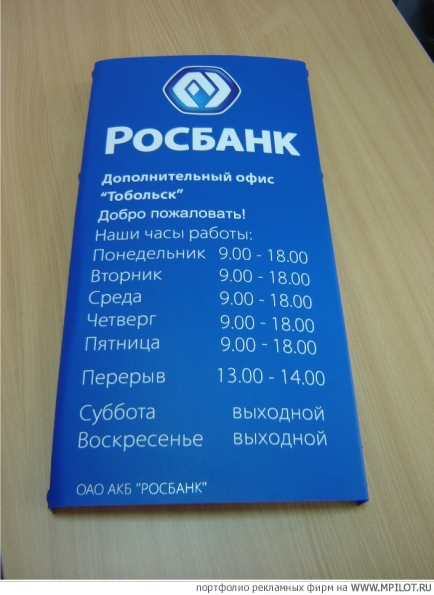 РОСБАНК
Дополнительный офис
"Тобольск"
Добро пожаловать!
Наши часы работы:
Понедельник 9.00 - 18.00
Вторник 9.00 - 18.00
Среда 9.00 - 18.00
Четверг 9.00 - 18.00
Пятница 9.00 - 18.00
Перерыв 13.00 - 14.00
Суббота выходной
Воскресенье выходной
ОАО АКБ "РОСБАНК"
портфолио рекламных фирм на WWW.MPILOT.RU